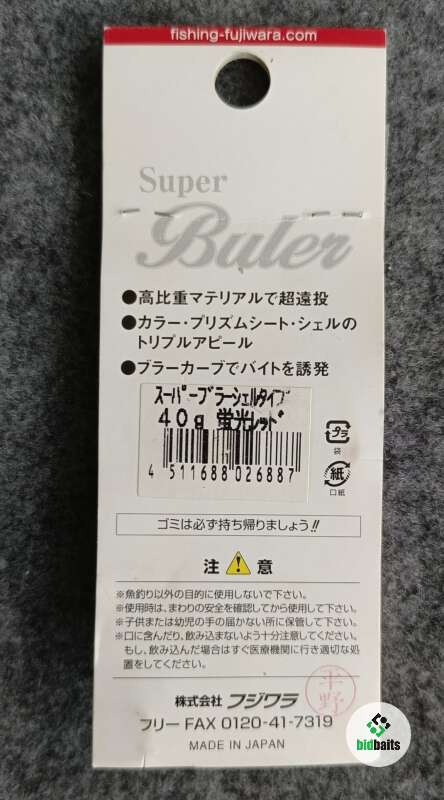 fishing-fujiwara.com
Super
Buler
●高比重マテリアルで超遠投
●カラー・プリズムシート・シェルの
トリプルアピール
●ブラーカーブでバイトを誘発
スーパーブラーシェルタイプ
40g 蛍光レッド
4 511688 026887
プラ
袋
紙
口紙
ゴミは必ず持ち帰りましょう!!
注 意
※魚釣り以外の目的に使用しないで下さい。
※使用時は、まわりの安全を確認してから使用して下さい。
※子供または幼児の手の届かない所に保管して下さい。
※口に含んだり、飲み込まないよう十分注意してください。
もし、飲み込んだ場合はすぐ医療機関に行き適切な処
置をしてください。
平野
株式会社 フジワラ
フリー FAX 0120-41-7319
MADE IN JAPAN
bidbaits